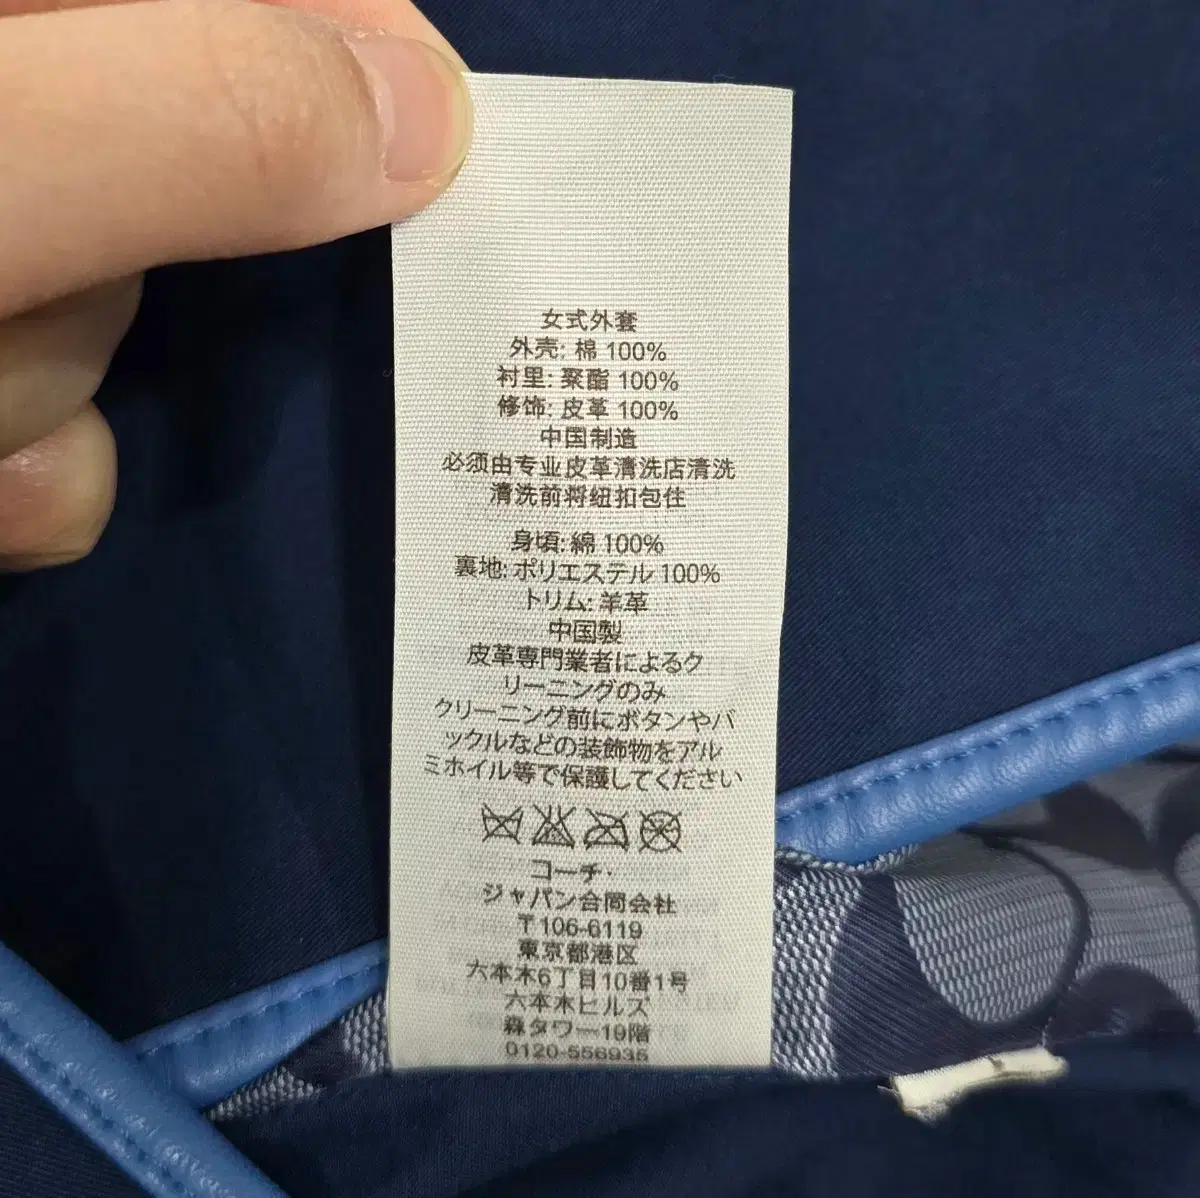 女式外套
外壳: 棉 100%
衬里: 聚酯 100%
修饰: 皮革 100%
中国制造
必须由专业皮革清洗店清洗
清洗前将纽扣包住
身頃: 綿 100%
裏地: ポリエステル 100%
トリム: 羊革
中国製
皮革専門業者によるク
リーニングのみ
クリーニング前にボタンやバ
ックルなどの装飾物をアル
ミホイル等で保護してください
コーチ・
ジャパン合同会社
〒106-6119
東京都港区
六本木6丁目10番1号
六本木ヒルズ
森タワー19階
0120-556935